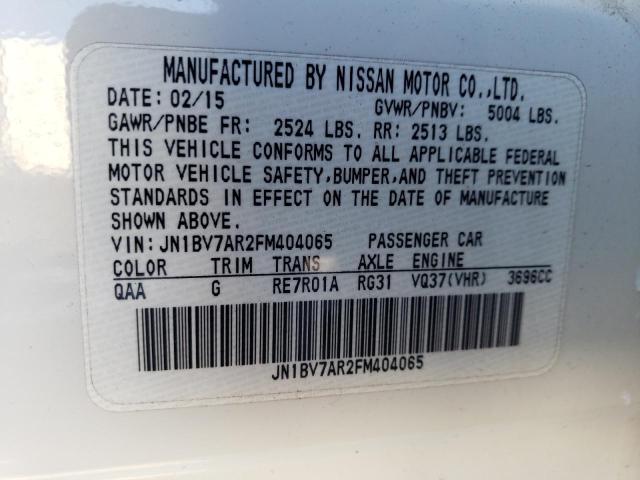 MANUFACTURED BY NISSAN MOTOR CO.,LTD.
DATE: 02/15 GVWR/PNBV: 5004 LBS.
GAWR/PNBE FR: 2524 LBS. RR: 2513 LBS.
THIS VEHICLE CONFORMS TO ALL APPLICABLE FEDERAL
MOTOR VEHICLE SAFETY,BUMPER,AND THEFT PREVENTION
STANDARDS IN EFFECT ON THE DATE OF MANUFACTURE
SHOWN ABOVE.
VIN:JN1BV7AR2FM404065 PASSENGER CAR
COLOR TRIM TRANS AXLE ENGINE
QAA G RE7R01A RG31 VQ37(VHR) 3696CC
JN1BV7AR2FM404065